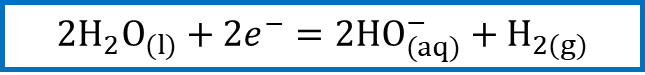 2H₂O₍ₗ₎ + 2e⁻ = 2HO⁻₍aq₎ + H₂₍g₎